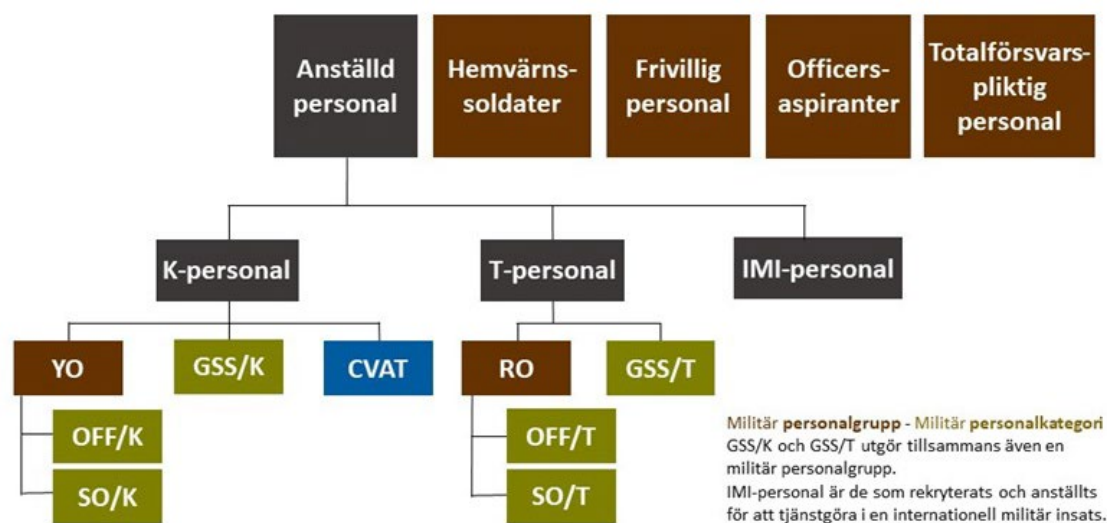 Anställd
personal
Hemvärns-
soldater
Frivillig
personal
Officers-
aspiranter
Totalförsvars-
pliktig
personal
K-personal
T-personal
IMI-personal
YO
GSS/K
CVAT
RO
GSS/T
OFF/K
SO/K
OFF/T
SO/T
Militär personalgrupp - Militär personalkategori
GSS/K och GSS/T utgör tillsammans även en
militär personalgrupp.
IMI-personal är de som rekryterats och anställts
för att tjänstgöra i en internationell militär insats.